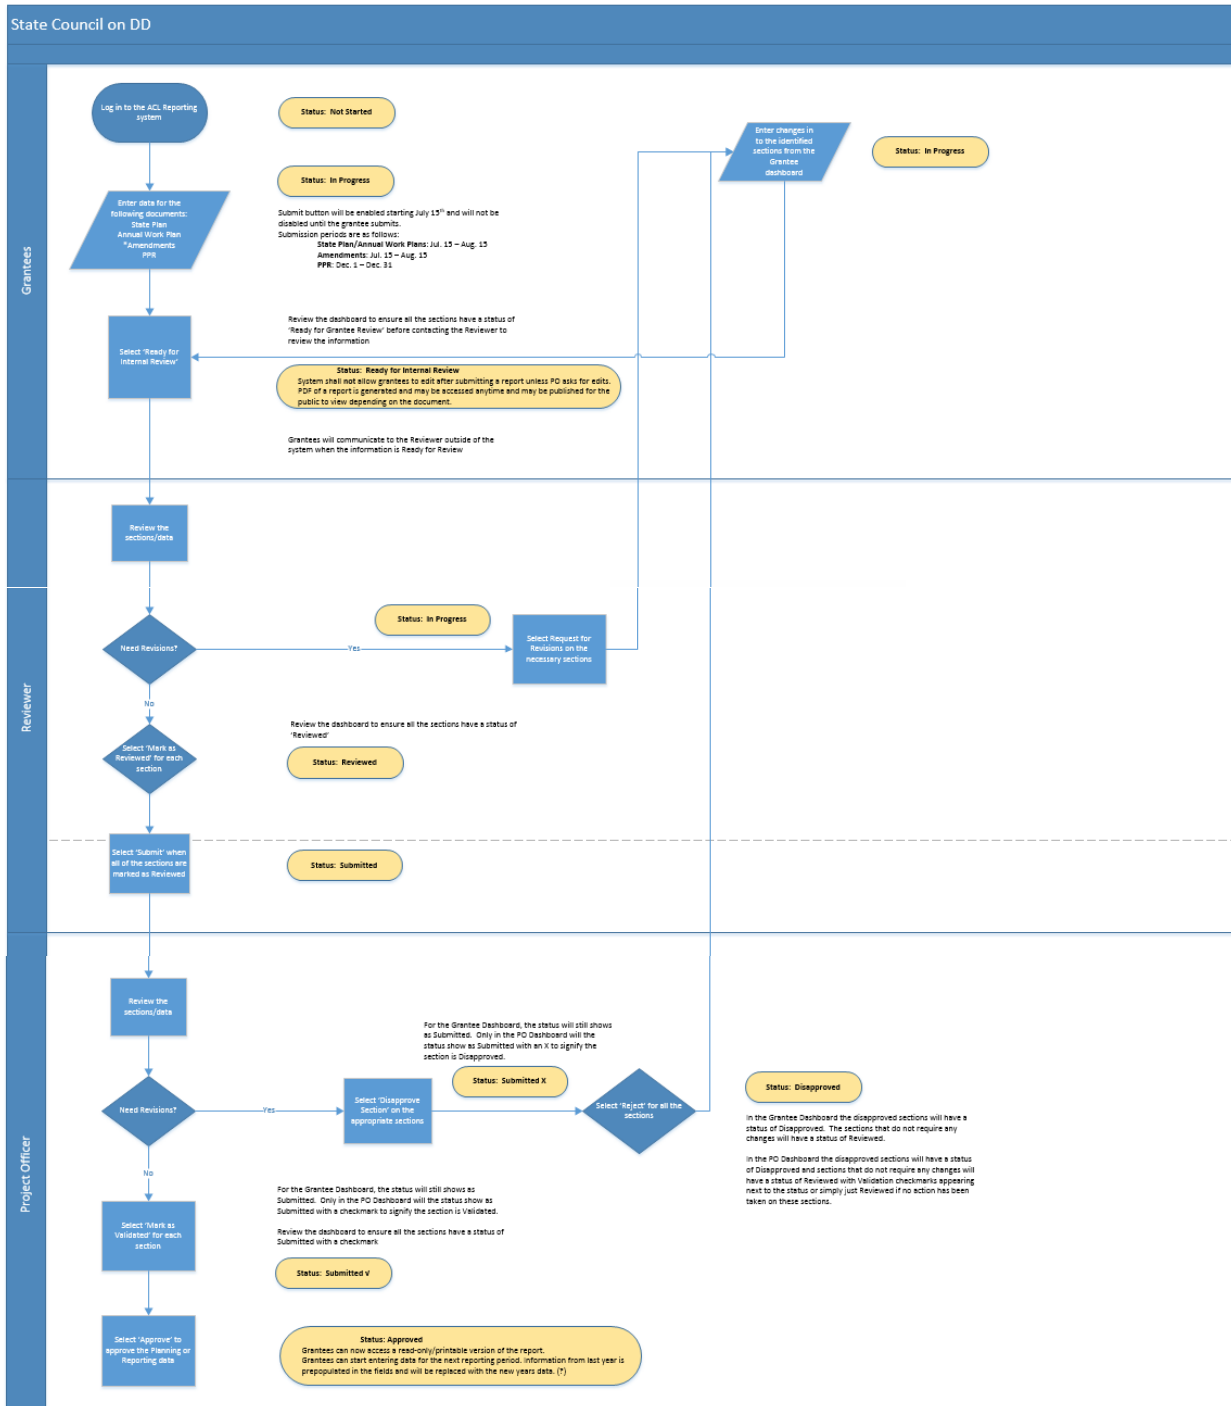 State Council on DD
Grantees
Log in to the ACL Reporting
system
Status:  Not Started
Enter changes in
to the identified
sections from the
Grantee
dashboard
Status:  In Progress
Status:  In Progress
Enter data for the
following documents:
State Plan
Annual Work Plan
*Amendments
PPR
Submit button will be enabled starting July 15th and will not be
disabled until the grantee submits.
Submission periods are as follows:
State Plan/Annual Work Plans: Jul. 15 – Aug. 15
Amendments: Jul. 15 – Aug. 15
PPR: Dec. 1 – Dec. 31
Select 'Ready for
Internal Review'
Review the dashboard to ensure all the sections have a status of
'Ready for Grantee Review' before contacting the Reviewer to
review the information
Status:  Ready for Internal Review
System shall not allow grantees to edit after submitting a report unless PO asks for edits.
PDF of a report is generated and may be accessed anytime and may be published for the
public to view depending on the document.
Grantees will communicate to the Reviewer outside of the
system when the information is Ready for Review
Reviewer
Review the
sections/data
Need Revisions?
Yes
Status:  In Progress
Select Request for
Revisions on the
necessary sections
No
Select 'Mark as
Reviewed' for each
section
Review the dashboard to ensure all the sections have a status of
'Reviewed'
Status:  Reviewed
Select 'Submit' when
all of the sections are
marked as Reviewed
Status:  Submitted
Project Officer
Review the
sections/data
Need Revisions?
Yes
Select 'Disapprove
Section' on the
appropriate sections
For the Grantee Dashboard, the status will still shows
as Submitted.  Only in the PO Dashboard will the
status show as Submitted with an X to signify the
section is Disapproved.
Status:  Submitted X
Select 'Reject' for all the
sections
Status:  Disapproved
In the Grantee Dashboard the disapproved sections will have a
status of Disapproved.  The sections that do not require any
changes will have a status of Reviewed.
In the PO Dashboard the disapproved sections will have a status
of Disapproved and sections that do not require any changes will
have a status of Reviewed with Validation checkmarks appearing
next to the status or simply just Reviewed if no action has been
taken on these sections.
No
Select 'Mark as
Validated' for each
section
For the Grantee Dashboard, the status will still shows as
Submitted.  Only in the PO Dashboard will the status show as
Submitted with a checkmark to signify the section is Validated.
Review the dashboard to ensure all the sections have a status of
Submitted with a checkmark
Status:  Submitted V
Select 'Approve' to
approve the Planning or
Reporting data
Status: Approved
Grantees can now access a read-only/printable version of the report.
Grantees can start entering data for the next reporting period. Information from last year is
prepopulated in the fields and will be replaced with the new years data. (?)